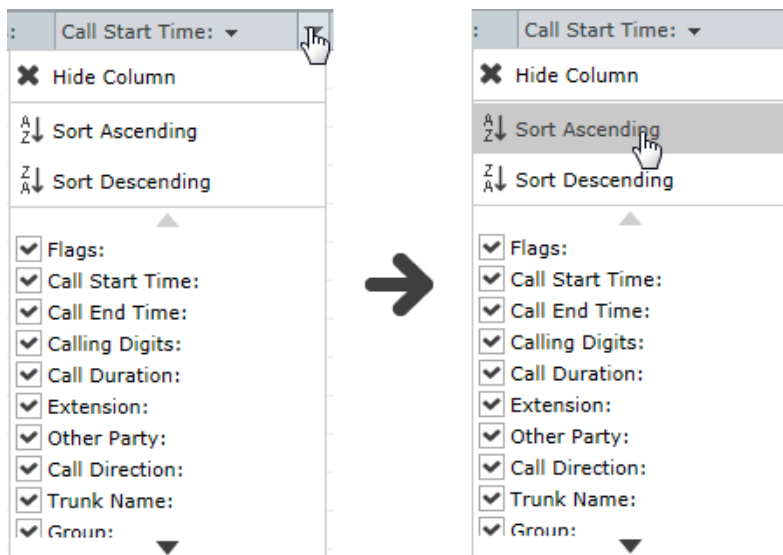 : Call Start Time:
Hide Column
A Z Sort Ascending
Z A Sort Descending
Flags:
Call Start Time:
Call End Time:
Calling Digits:
Call Duration:
Extension:
Other Party:
Call Direction:
Trunk Name:
Group:
: Call Start Time:
Hide Column
A Z Sort Ascending
Z A Sort Descending
Flags:
Call Start Time:
Call End Time:
Calling Digits:
Call Duration:
Extension:
Other Party:
Call Direction:
Trunk Name:
Group: